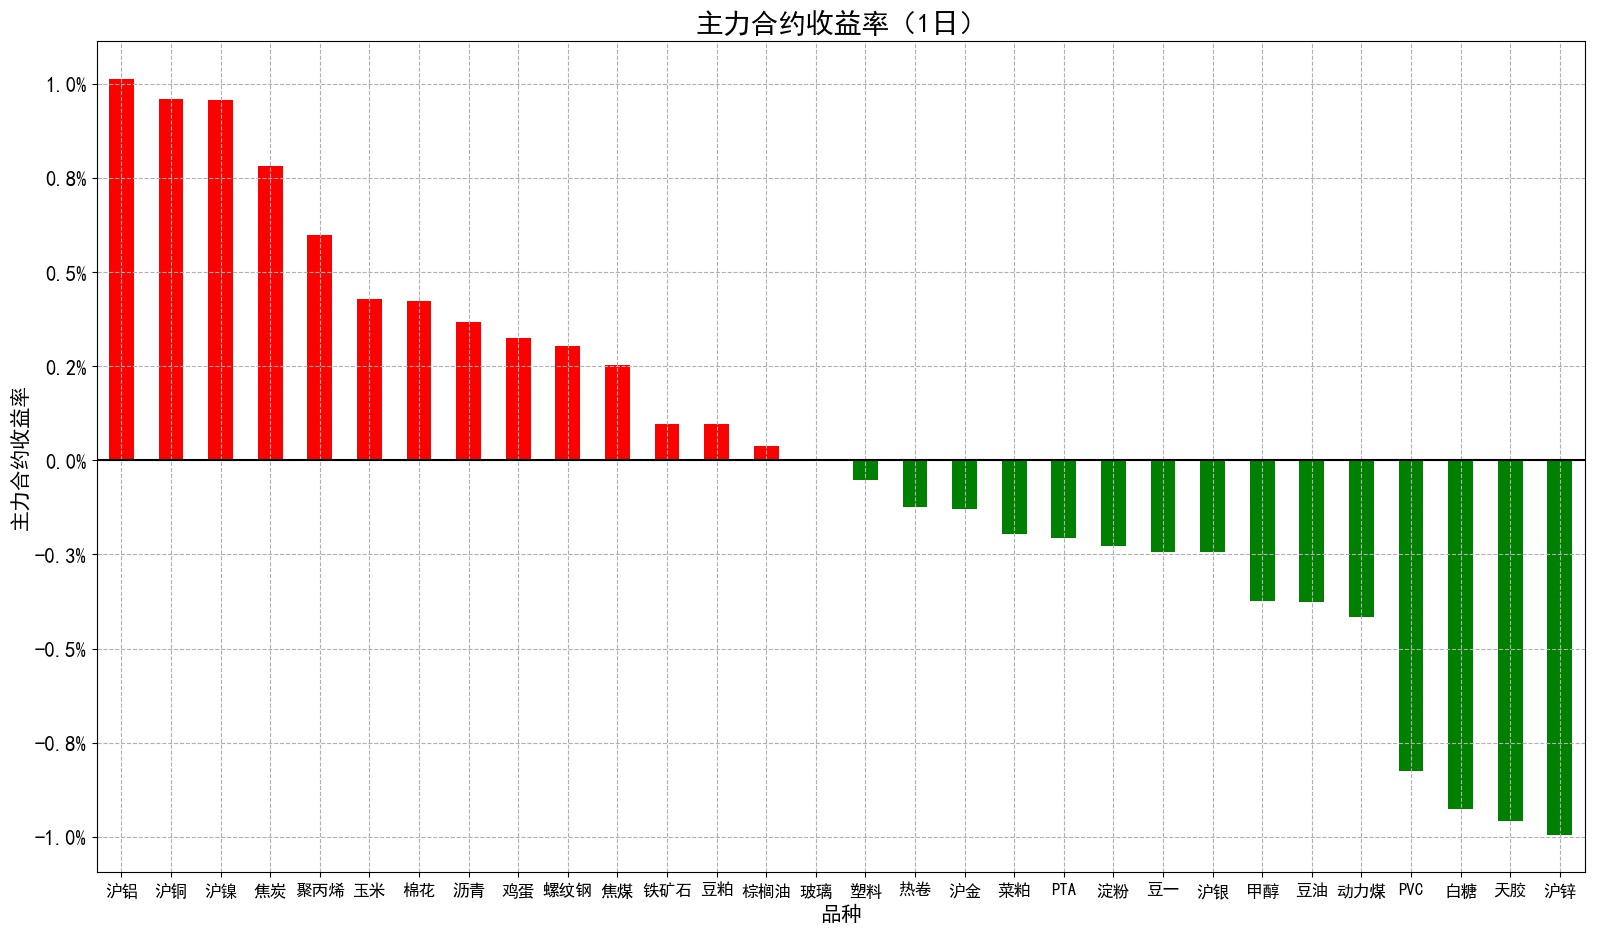 主力合约收益率（1日）
主力合约收益率
1.0%
0.8%
0.5%
0.2%
0.0%
−0.3%
−0.5%
−0.8%
−1.0%
沪铝 沪铜 沪镍 焦炭 聚丙烯 玉米 棉花 沥青 鸡蛋 螺纹钢 焦煤 铁矿石 豆粕 棕榈油 玻璃 塑料 热卷 沪金 菜粕 PTA 淀粉 豆一 沪银 甲醇 豆油 动力煤 PVC 白糖 天胶 沪锌
品种